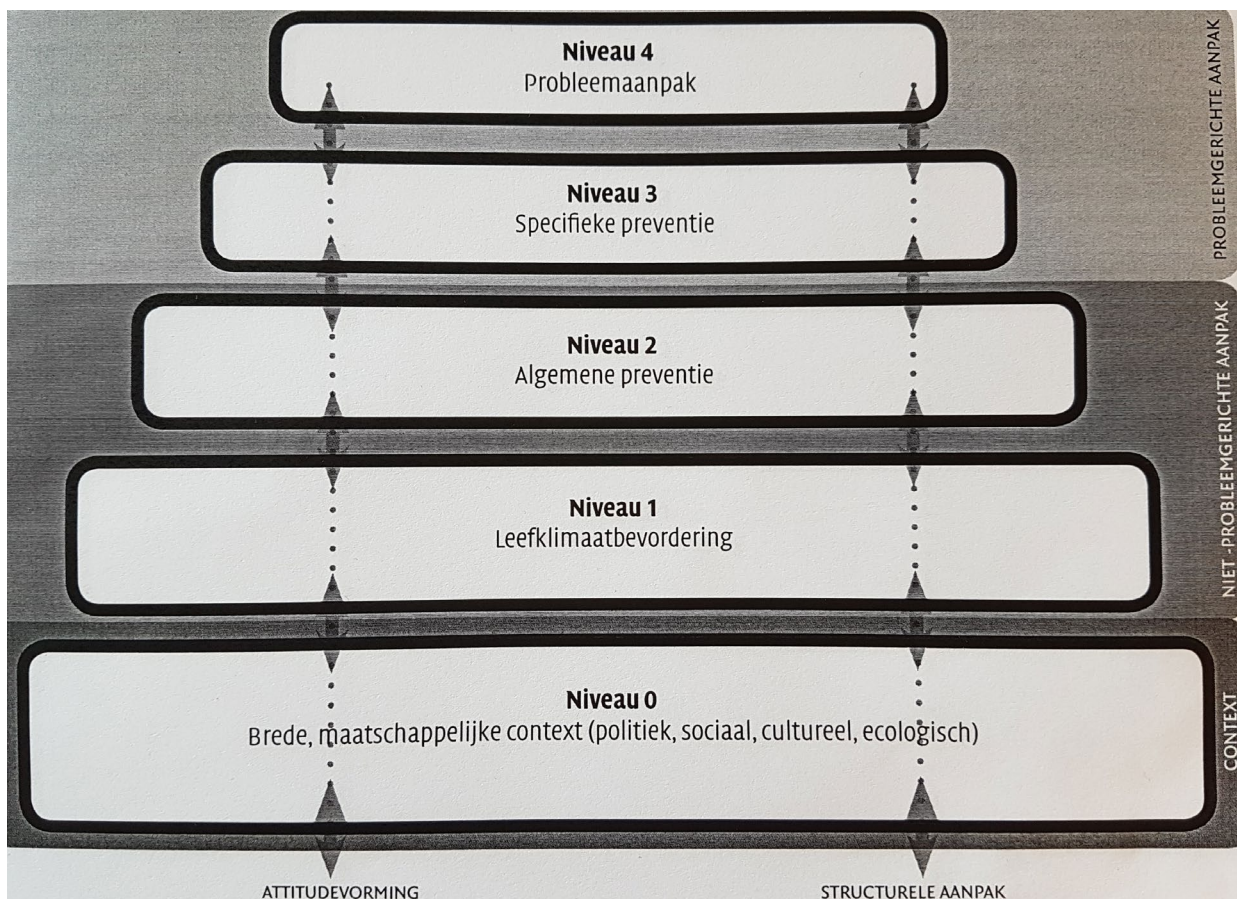 Niveau 4
Probleemaanpak
PROBLEEMGERICHTE AANPAK
Niveau 3
Specifieke preventie
Niveau 2
Algemene preventie
NIET -PROBLEEMGERICHTE AANPAK
Niveau 1
Leefklimaatbevordering
Niveau 0
Brede, maatschappelijke context (politiek, sociaal, cultureel, ecologisch)
CONTEXT
ATTITUDEVORMING
STRUCTURELE AANPAK